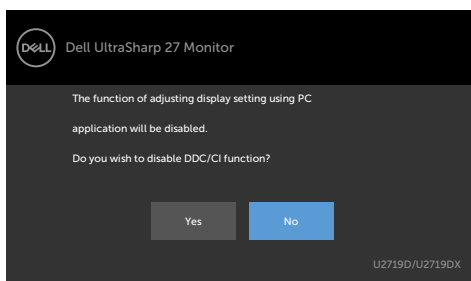 DELL Dell UltraSharp 27 Monitor
The function of adjusting display setting using PC
application will be disabled.
Do you wish to disable DDC/CI function?
Yes No
U2719D/U2719DX